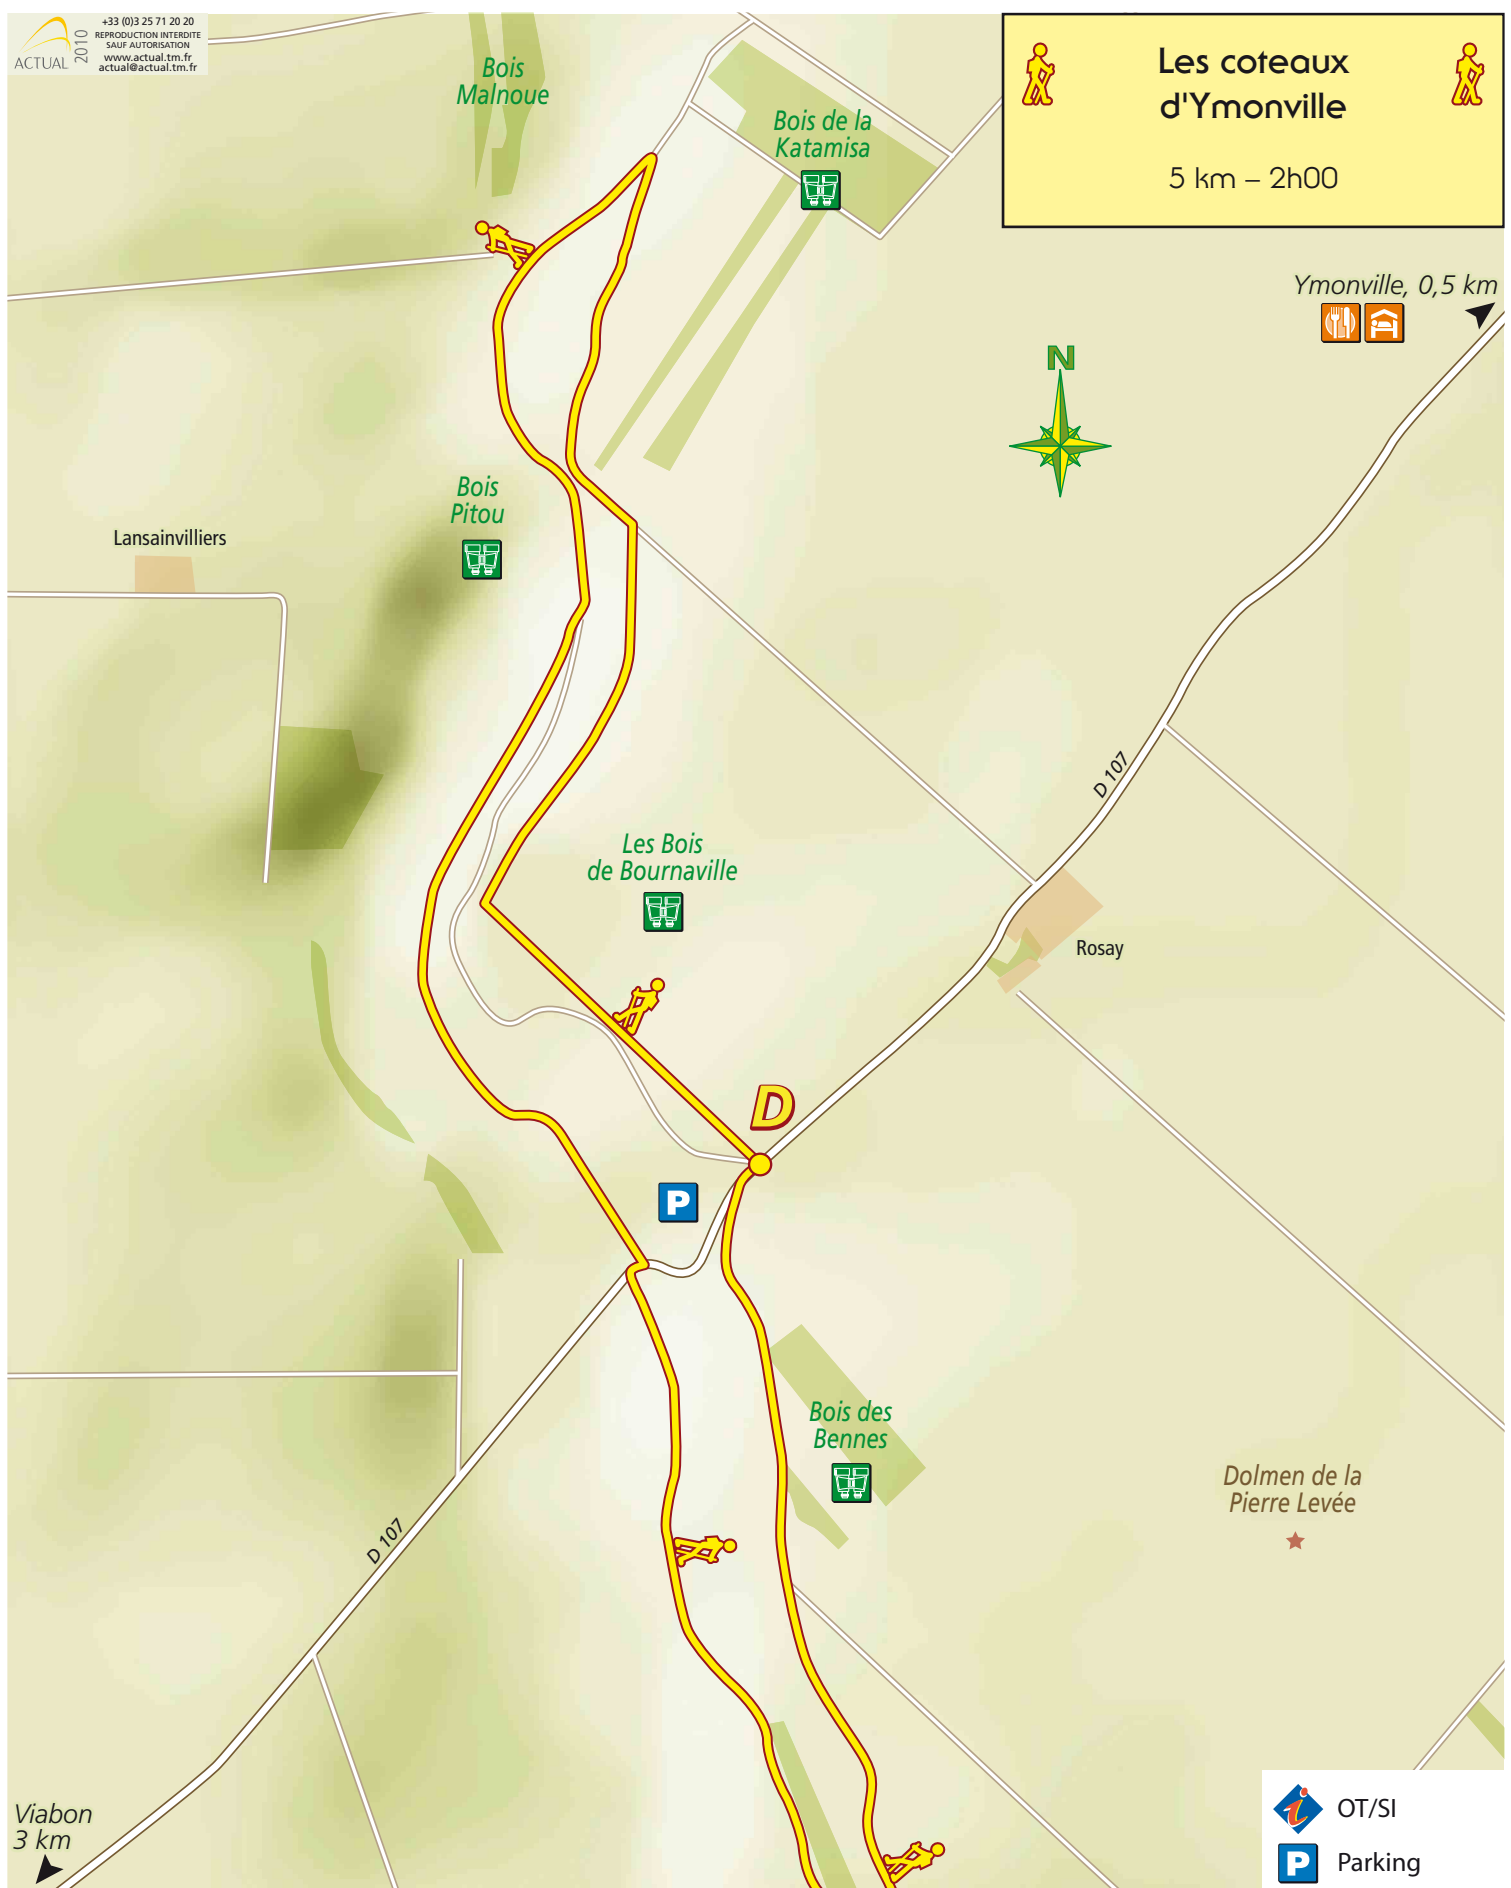 ACTUAL
2010
+33 (0)3 25 71 20 20
REPRODUCTION INTERDITE
SAUF AUTORISATION
www.actual.tm.fr
actual@actual.tm.fr
Les coteaux
d'Ymonville
5 km – 2h00
Bois
Malnoue
Bois de la
Katamisa
Ymonville, 0,5 km
N
Bois
Pitou
Lansainvilliers
D 107
Les Bois
de Bournaville
Rosay
D
P
Bois des
Bennes
Dolmen de la
Pierre Levée
D 107
Viabon
3 km
i OT/SI
P Parking